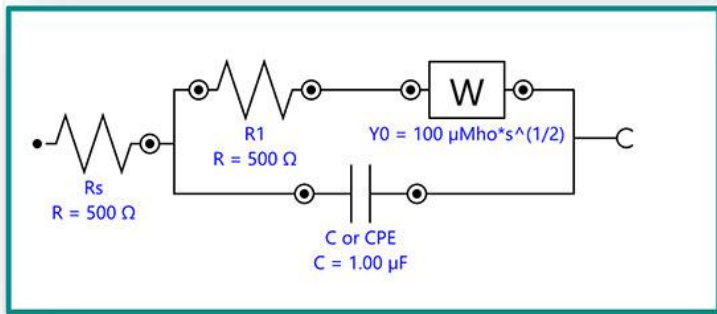 W
R1
R = 500 Ω
Y0 = 100 μMho*s^(1/2)
Rs
R = 500 Ω
C or CPE
C = 1.00 μF